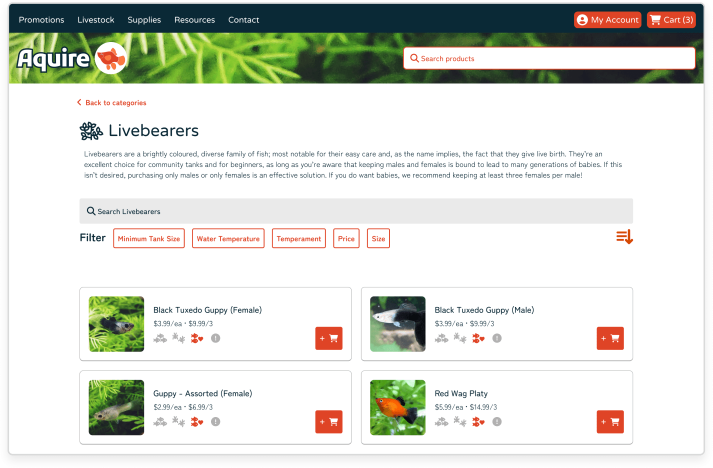 Promotions Livestock Supplies Resources Contact My Account Cart (3)
Aquire
Search products
Back to categories
Livebearers
Livebearers are a brightly coloured, diverse family of fish; most notable for their easy care and, as the name implies, the fact that they give live birth. They're an
excellent choice for community tanks and for beginners, as long as you're aware that keeping males and females is bound to lead to many generations of babies. If this
isn't desired, purchasing only males or only females is an effective solution. If you do want babies, we recommend keeping at least three females per male!
Search Livebearers
Filter Minimum Tank Size Water Temperature Temperament Price Size
Black Tuxedo Guppy (Female)
$3.99/ea • $9.99/3
+
Black Tuxedo Guppy (Male)
$3.99/ea • $9.99/3
+
Guppy - Assorted (Female)
$2.99/ea • $6.99/3
+
Red Wag Platy
$5.99/ea • $14.99/3
+